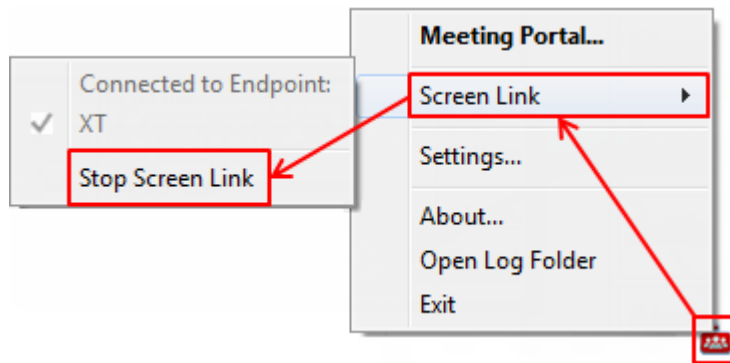 Meeting Portal...
Screen Link
Settings...
About...
Open Log Folder
Exit
Connected to Endpoint:
XT
Stop Screen Link